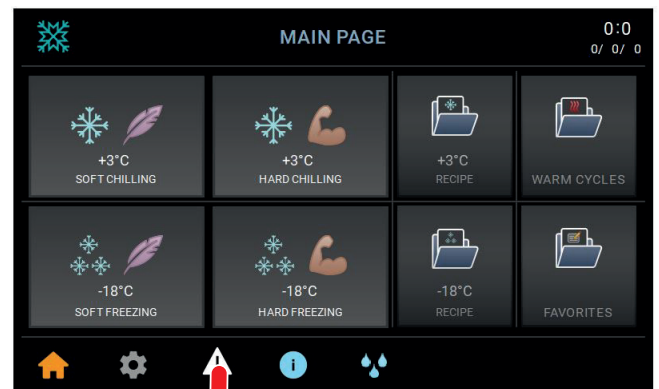 MAIN PAGE
0:0
0/ 0/ 0
+3°C
SOFT CHILLING
+3°C
HARD CHILLING
+3°C
RECIPE
WARM CYCLES
-18°C
SOFT FREEZING
-18°C
HARD FREEZING
-18°C
RECIPE
FAVORITES
i